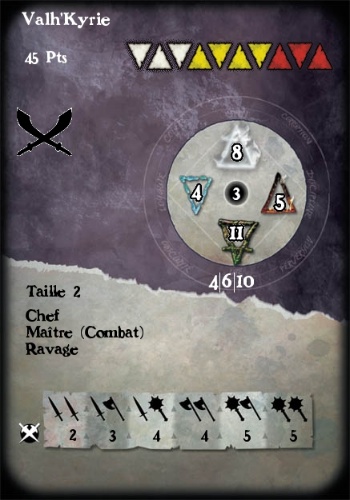 Valh'Kyrie
45 Pts
8
4 3 5
11
4|6|10
Taille 2
Chef
Maître (Combat)
Ravage
2 3 4 4 5 5